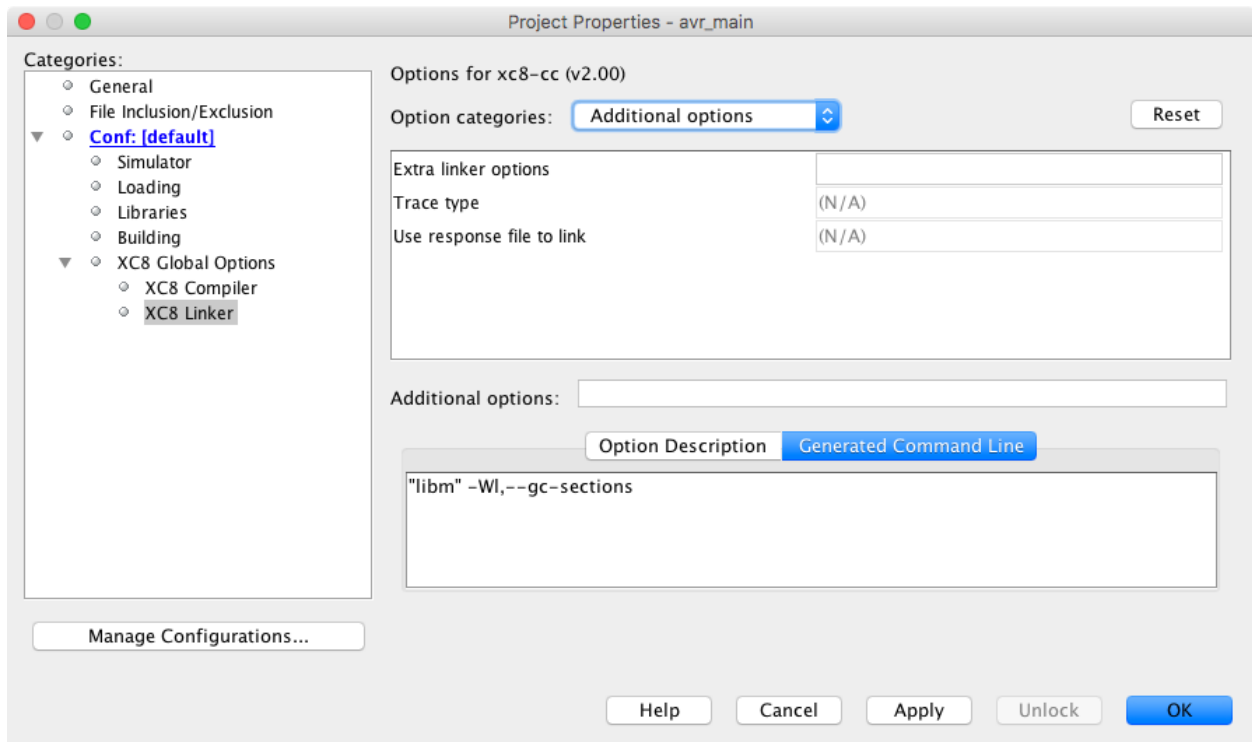 Project Properties - avr_main
Categories:
General
File Inclusion/Exclusion
Conf: [default]
Simulator
Loading
Libraries
Building
XC8 Global Options
XC8 Compiler
XC8 Linker
Manage Configurations...
Options for xc8-cc (v2.00)
Option categories: Additional options Reset
Extra linker options
Trace type (N/A)
Use response file to link (N/A)
Additional options:
Option Description Generated Command Line
"libm" -Wl,--gc-sections
Help Cancel Apply Unlock OK